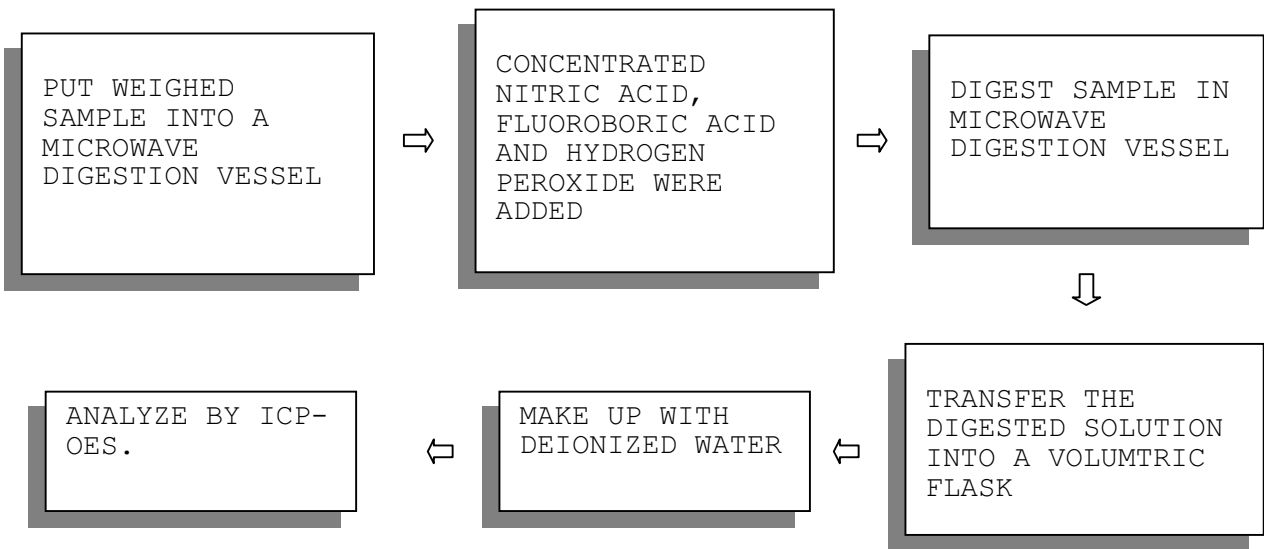 PUT WEIGHED
SAMPLE INTO A
MICROWAVE
DIGESTION VESSEL
CONCENTRATED
NITRIC ACID,
FLUOROBORIC ACID
AND HYDROGEN
PEROXIDE WERE
ADDED
DIGEST SAMPLE IN
MICROWAVE
DIGESTION VESSEL
TRANSFER THE
DIGESTED SOLUTION
INTO A VOLUMTRIC
FLASK
MAKE UP WITH
DEIONIZED WATER
ANALYZE BY ICP-
OES.